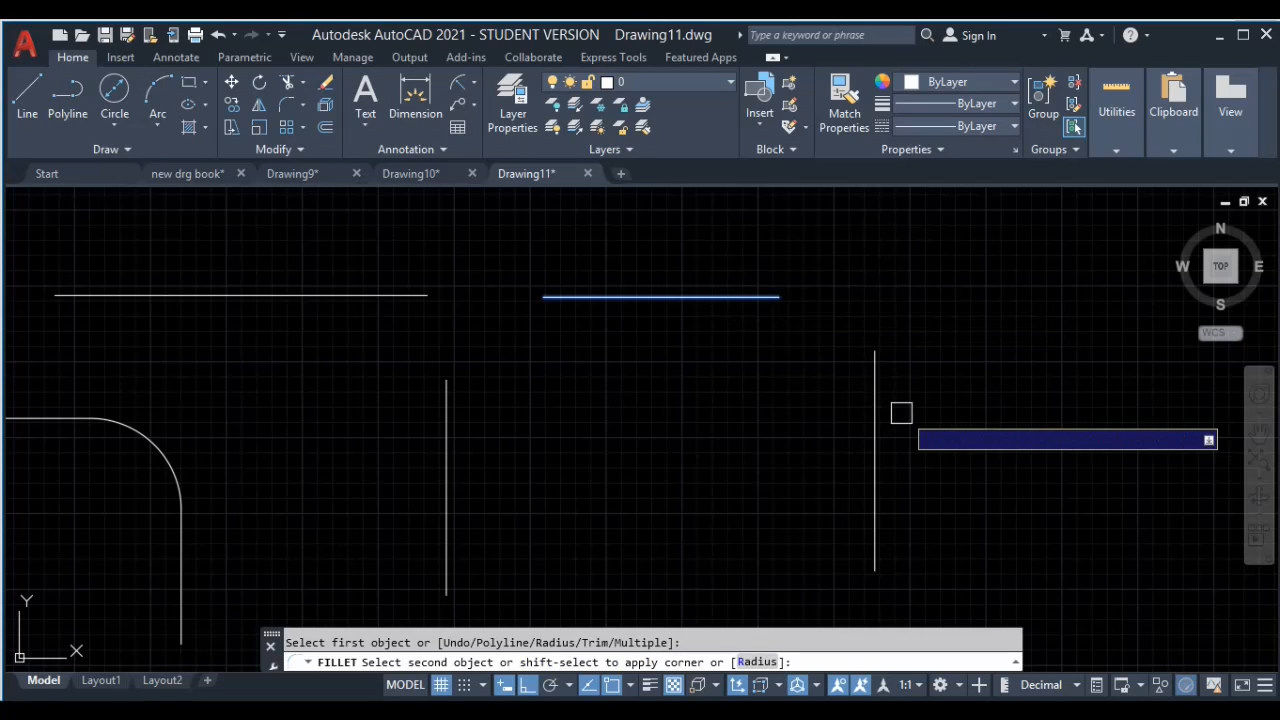 Autodesk AutoCAD 2021 - STUDENT VERSION Drawing11.dwg Type a keyword or phrase Sign In
Home Insert Annotate Parametric View Manage Output Add-ins Collaborate Express Tools Featured Apps
Line Polyline Circle Arc Text Dimension Layer Properties 0 Insert Match Properties ByLayer ByLayer ByLayer Group Utilities Clipboard View
Draw Modify Annotation Layers Block Properties Groups
Start new drg book* Drawing9* Drawing10* Drawing11*
N
W TOP E
S
WCS
Y
X
Select first object or [Undo/Polyline/Radius/Trim/Multiple]:
FILLET Select second object or shift-select to apply corner or [Radius]:
Model Layout1 Layout2 MODEL 1:1 Decimal